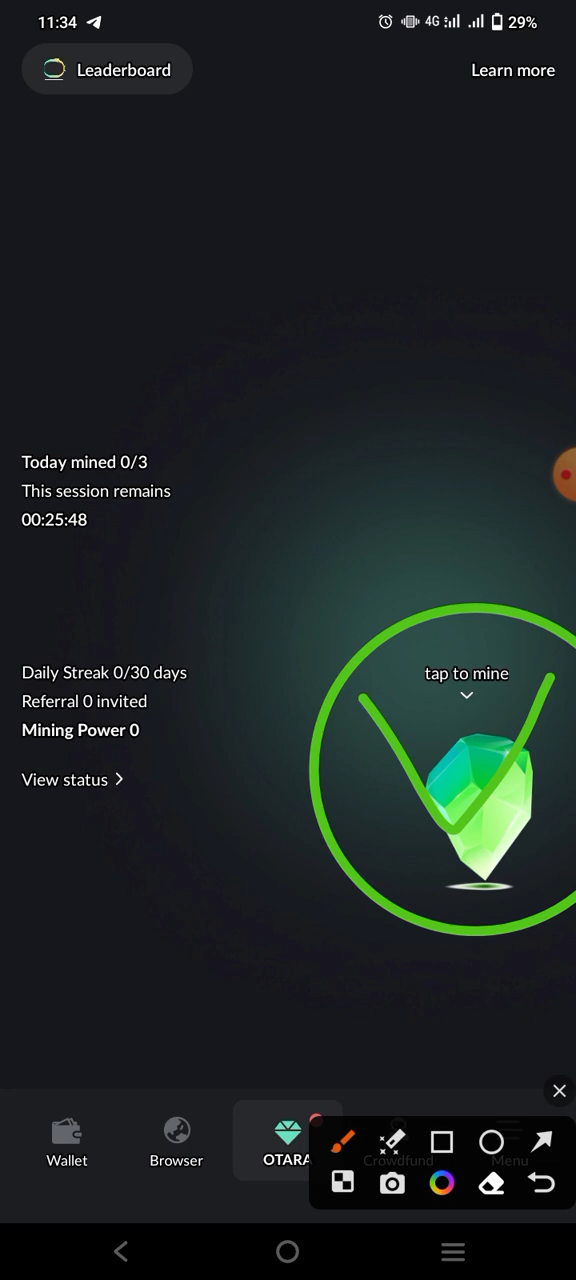 11:34
4G
29%
Leaderboard
Learn more
Today mined 0/3
This session remains
00:25:48
Daily Streak 0/30 days
Referral 0 invited
Mining Power 0
View status
tap to mine
Wallet
Browser
OTARA
Crowdfund
Menu